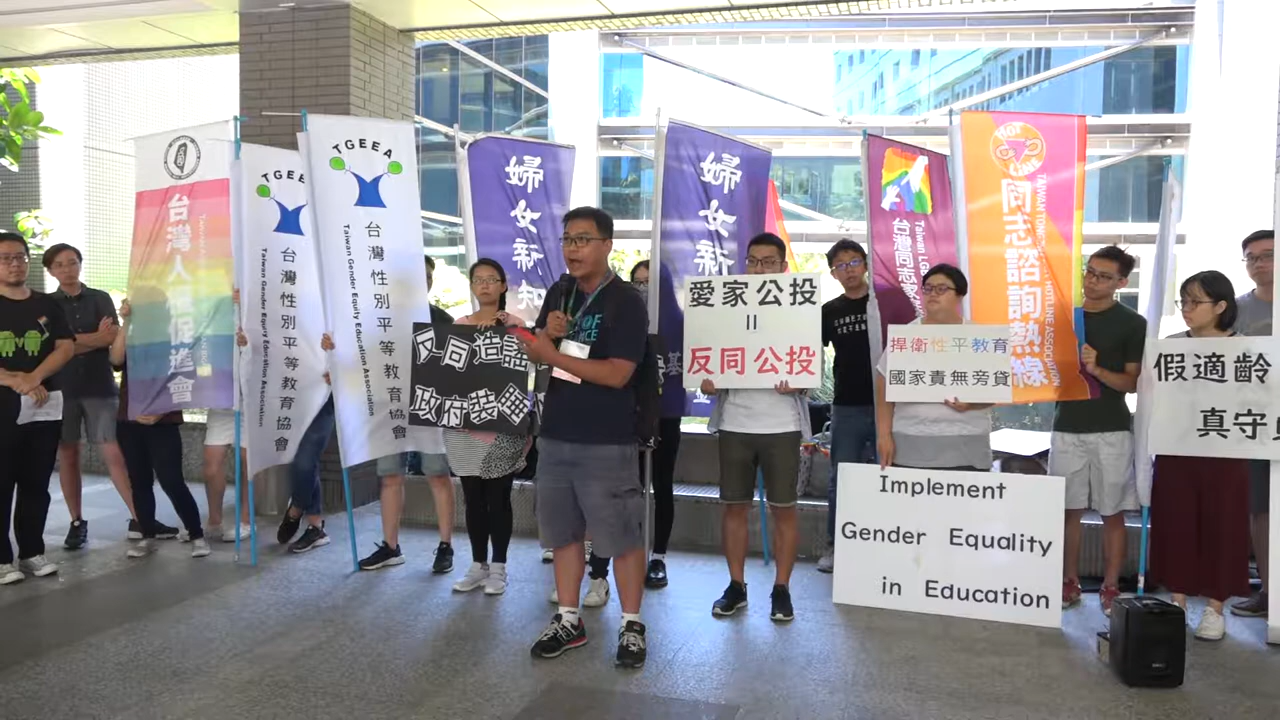 台灣人權促進會
TGEEA
台灣性別平等教育協會
Taiwan Gender Equity Education Association
TGEEA
台灣性別平等教育協會
Taiwan Gender Equity Education Association
婦女新知
婦女新
基
台灣同志家
Taiwan LGB
Hot
Line
同志諮詢熱線
HOTLINE ASSOCIATION
反同造謠
政府裝
愛家公投
=
反同公投
捍衛性平教育
國家責無旁貸
Implement
Gender Equality
in Education
假適齡
真守